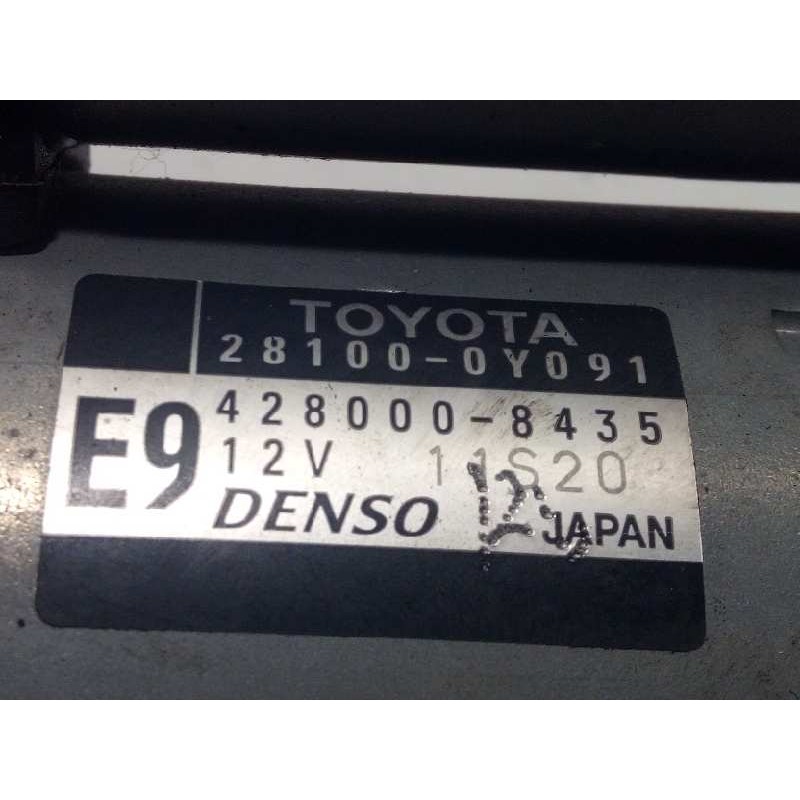 TOYOTA
28100-0Y091
E9
428000-8435
12V 11S20
DENSO JAPAN